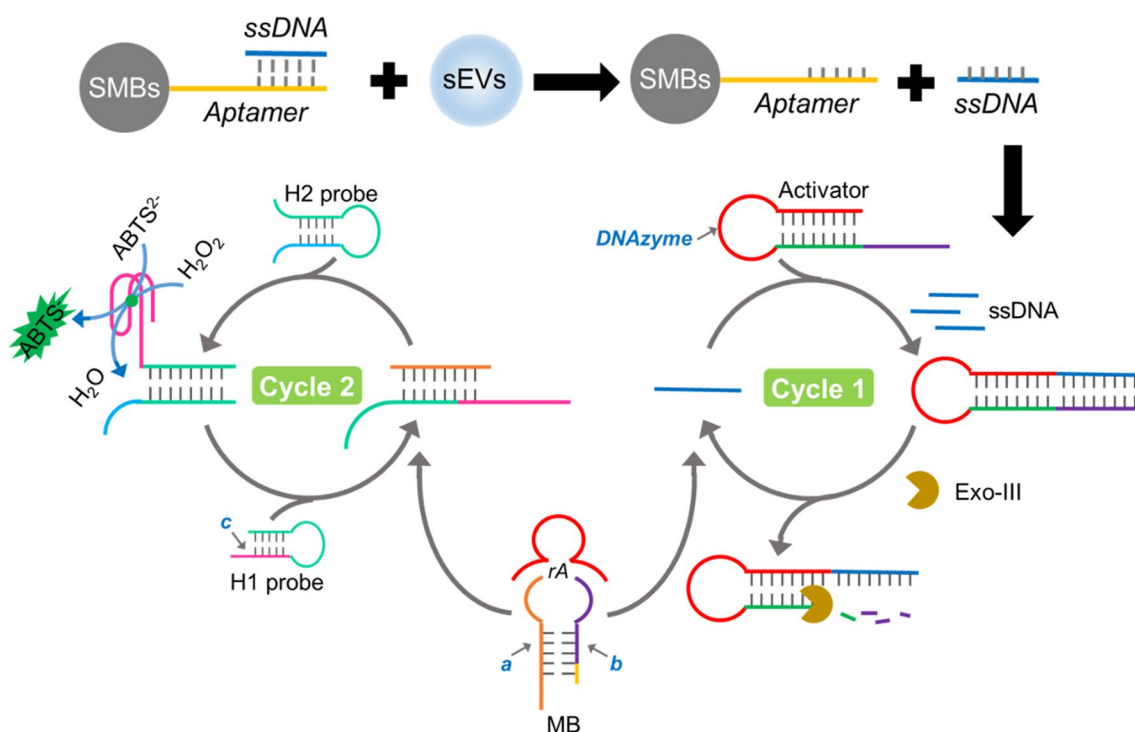 ssDNA
SMBs
Aptamer
sEVs
SMBs
Aptamer
ssDNA
H2 probe
Activator
DNAzyme
ABTS2-
H2O2
ABTS-
H2O
ssDNA
Cycle 2
Cycle 1
Exo-III
c
H1 probe
rA
a
b
MB